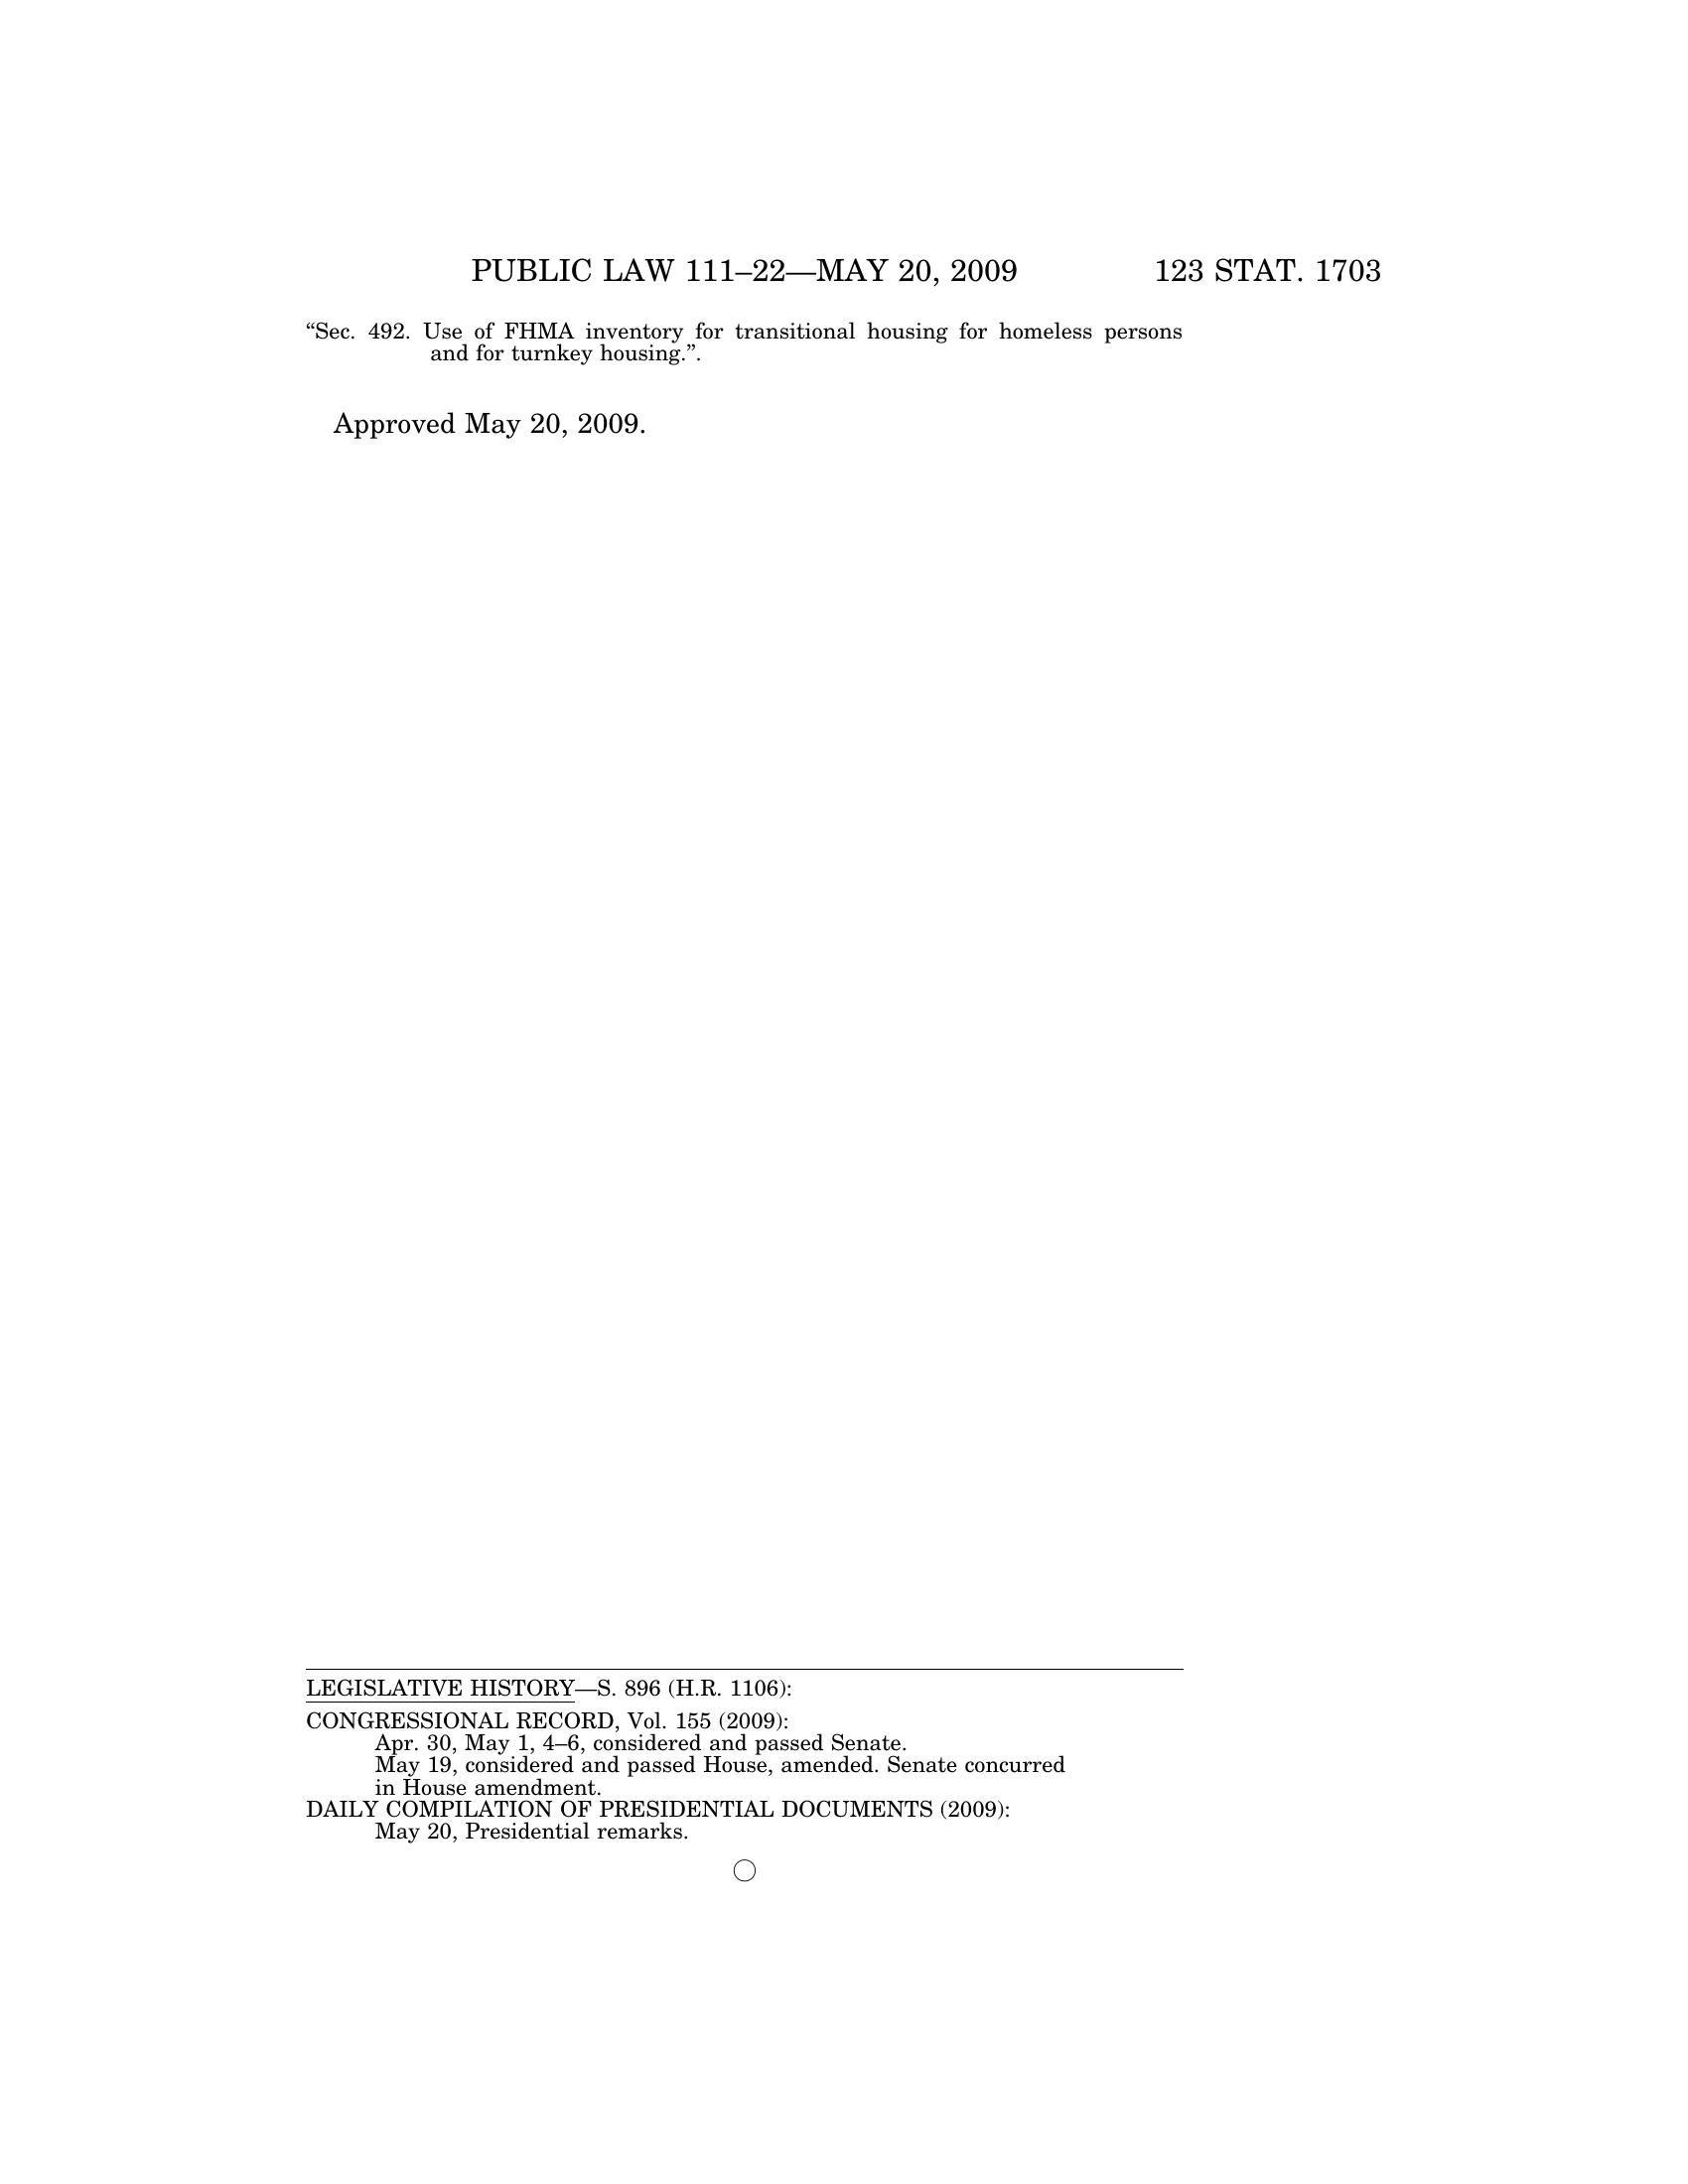 PUBLIC LAW 111–22—MAY 20, 2009 123 STAT. 1703
“Sec. 492. Use of FHMA inventory for transitional housing for homeless persons
and for turnkey housing.”.
Approved May 20, 2009.
LEGISLATIVE HISTORY—S. 896 (H.R. 1106):
CONGRESSIONAL RECORD, Vol. 155 (2009):
Apr. 30, May 1, 4–6, considered and passed Senate.
May 19, considered and passed House, amended. Senate concurred
in House amendment.
DAILY COMPILATION OF PRESIDENTIAL DOCUMENTS (2009):
May 20, Presidential remarks.